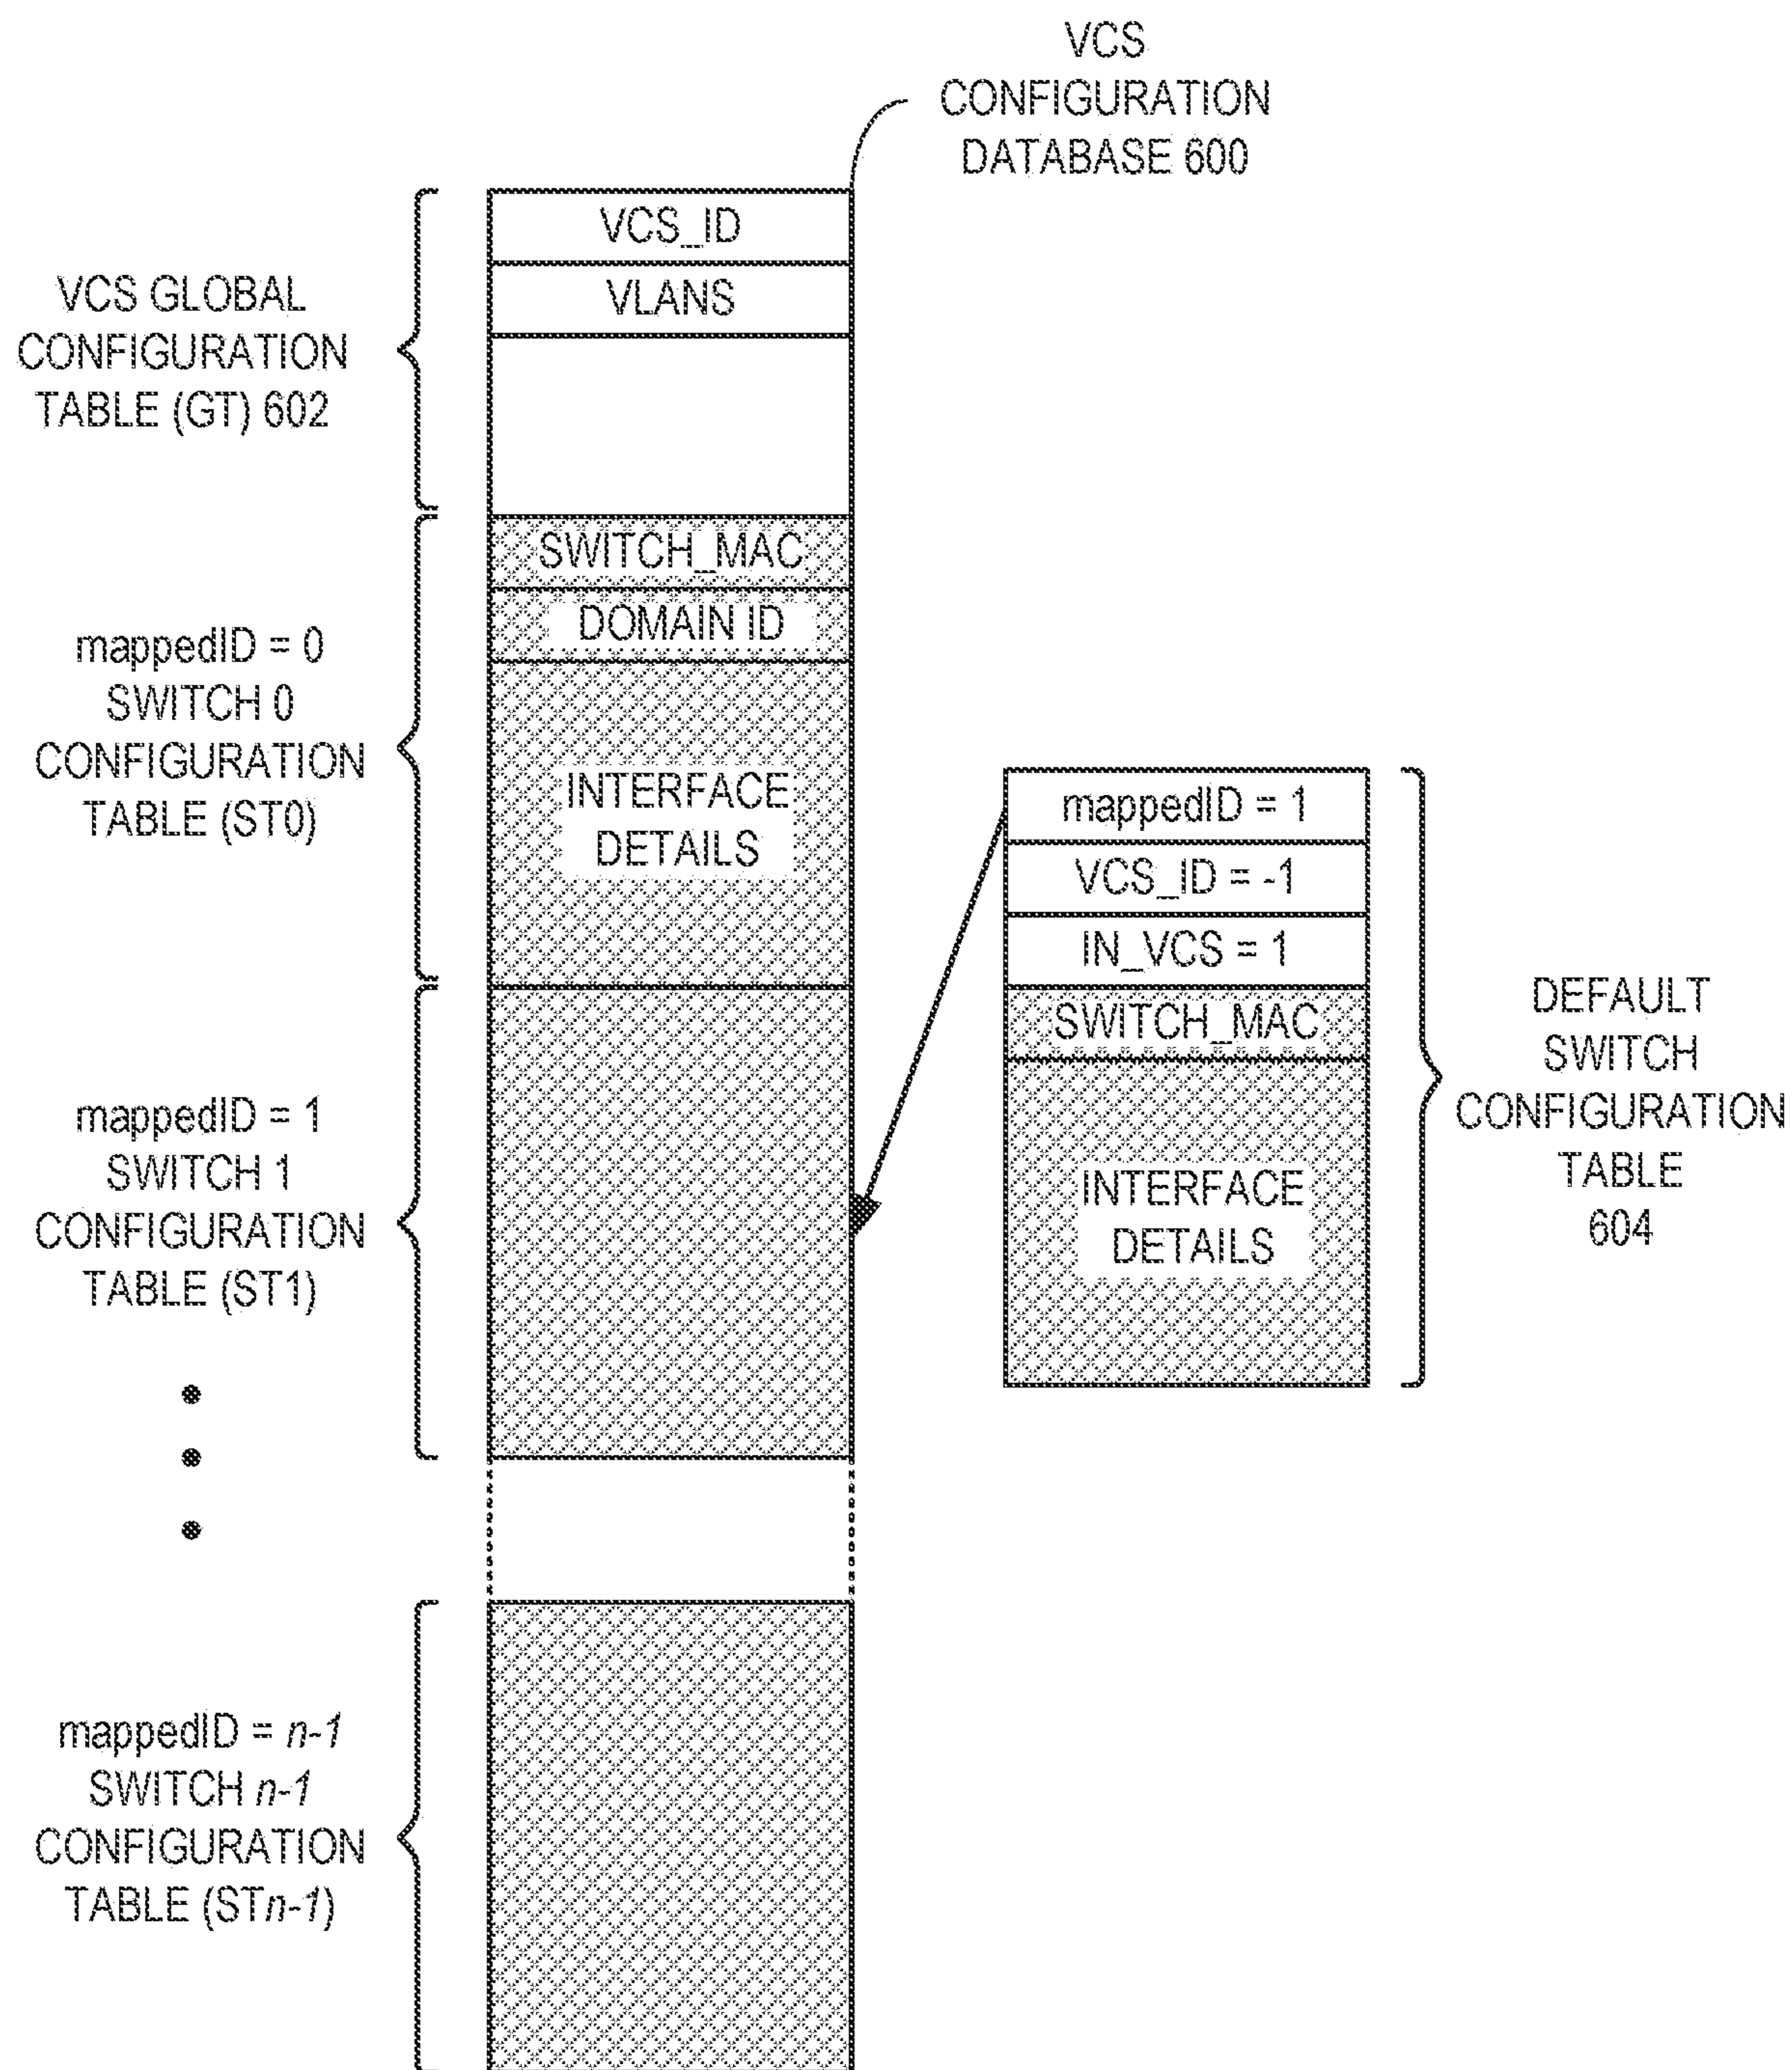 VCS
CONFIGURATION
DATABASE 600
VCS GLOBAL
CONFIGURATION
TABLE (GT) 602
VCS_ID
VLANS
mappedID = 0
SWITCH 0
CONFIGURATION
TABLE (ST0)
SWITCH_MAC
DOMAIN ID
INTERFACE
DETAILS
mappedID = 1
SWITCH 1
CONFIGURATION
TABLE (ST1)
mappedID = 1
VCS_ID = -1
IN_VCS = 1
SWITCH_MAC
INTERFACE
DETAILS
DEFAULT
SWITCH
CONFIGURATION
TABLE
604
mappedID = n-1
SWITCH n-1
CONFIGURATION
TABLE (STn-1)